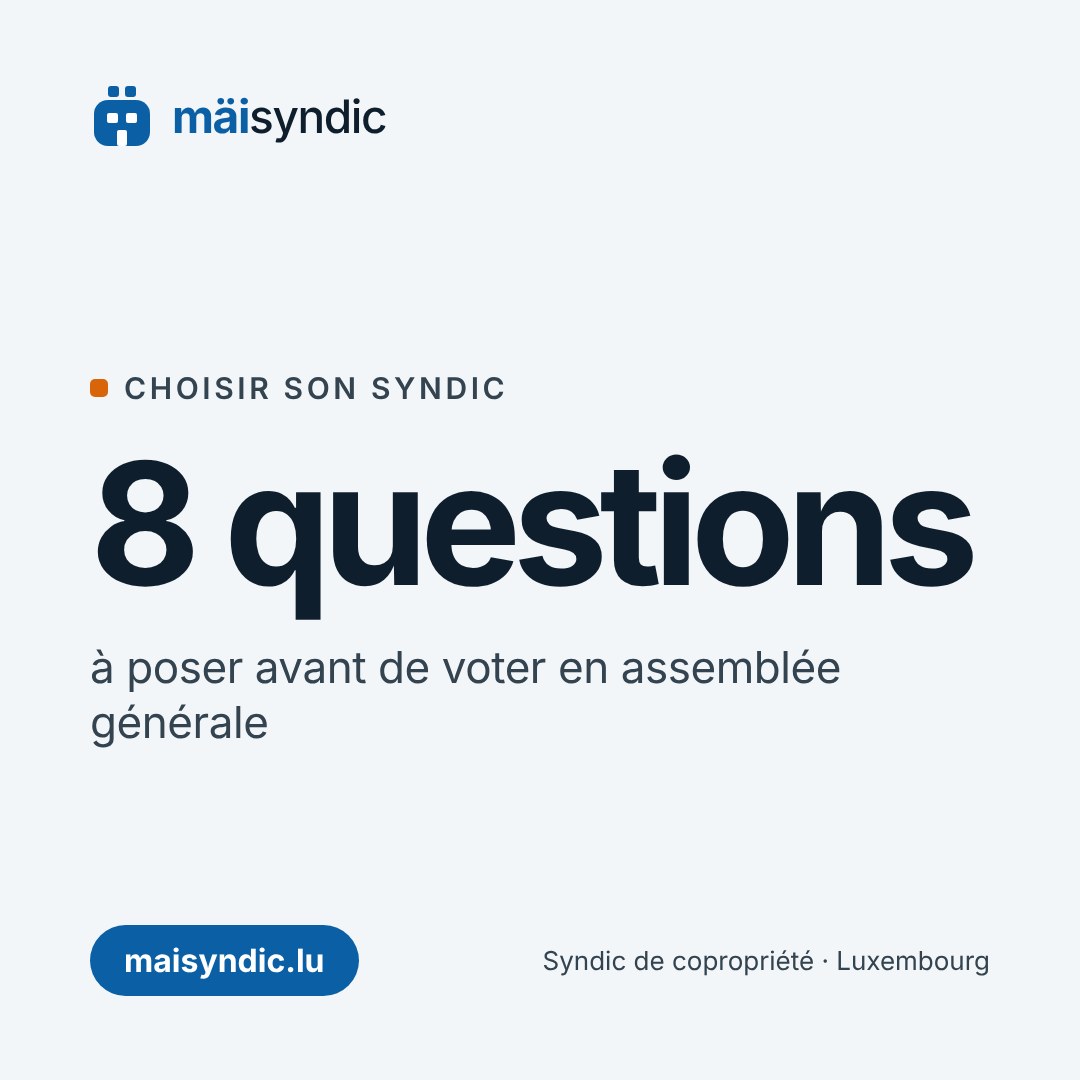 mäisyndic
CHOISIR SON SYNDIC
8 questions
à poser avant de voter en assemblée
générale
maisyndic.lu
Syndic de copropriété · Luxembourg